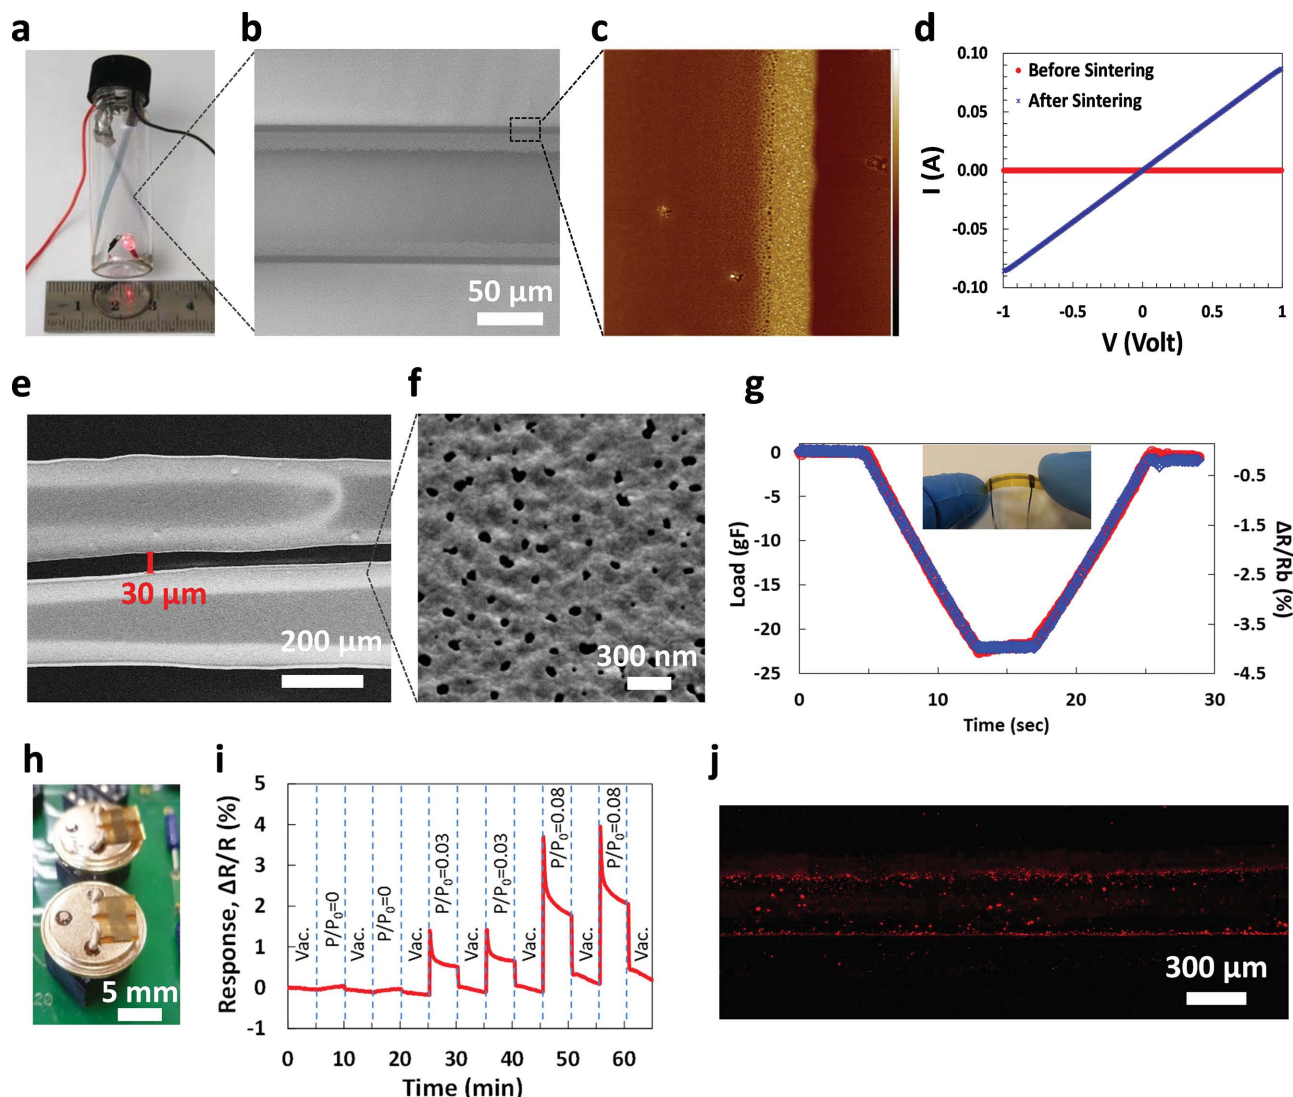 a
b
c
d
1 2 3 4
50 µm
0.10
0.05
0.00
-0.05
-0.10
I (A)
Before Sintering
After Sintering
-1 -0.5 0 0.5 1
V (Volt)
e
f
g
30 µm
200 µm
300 nm
0
-5
-10
-15
-20
-25
Load (gF)
-0.5
-1.5
-2.5
-3.5
-4.5
ΔR/Rb (%)
0 10 20 30
Time (sec)
h
i
j
20
5 mm
5
4
3
2
1
0
-1
Response, ΔR/R (%)
Vac.
P/P₀=0
Vac.
P/P₀=0
Vac.
P/P₀=0.03
Vac.
P/P₀=0.03
Vac.
P/P₀=0.08
Vac.
P/P₀=0.08
Vac.
0 10 20 30 40 50 60
Time (min)
300 µm